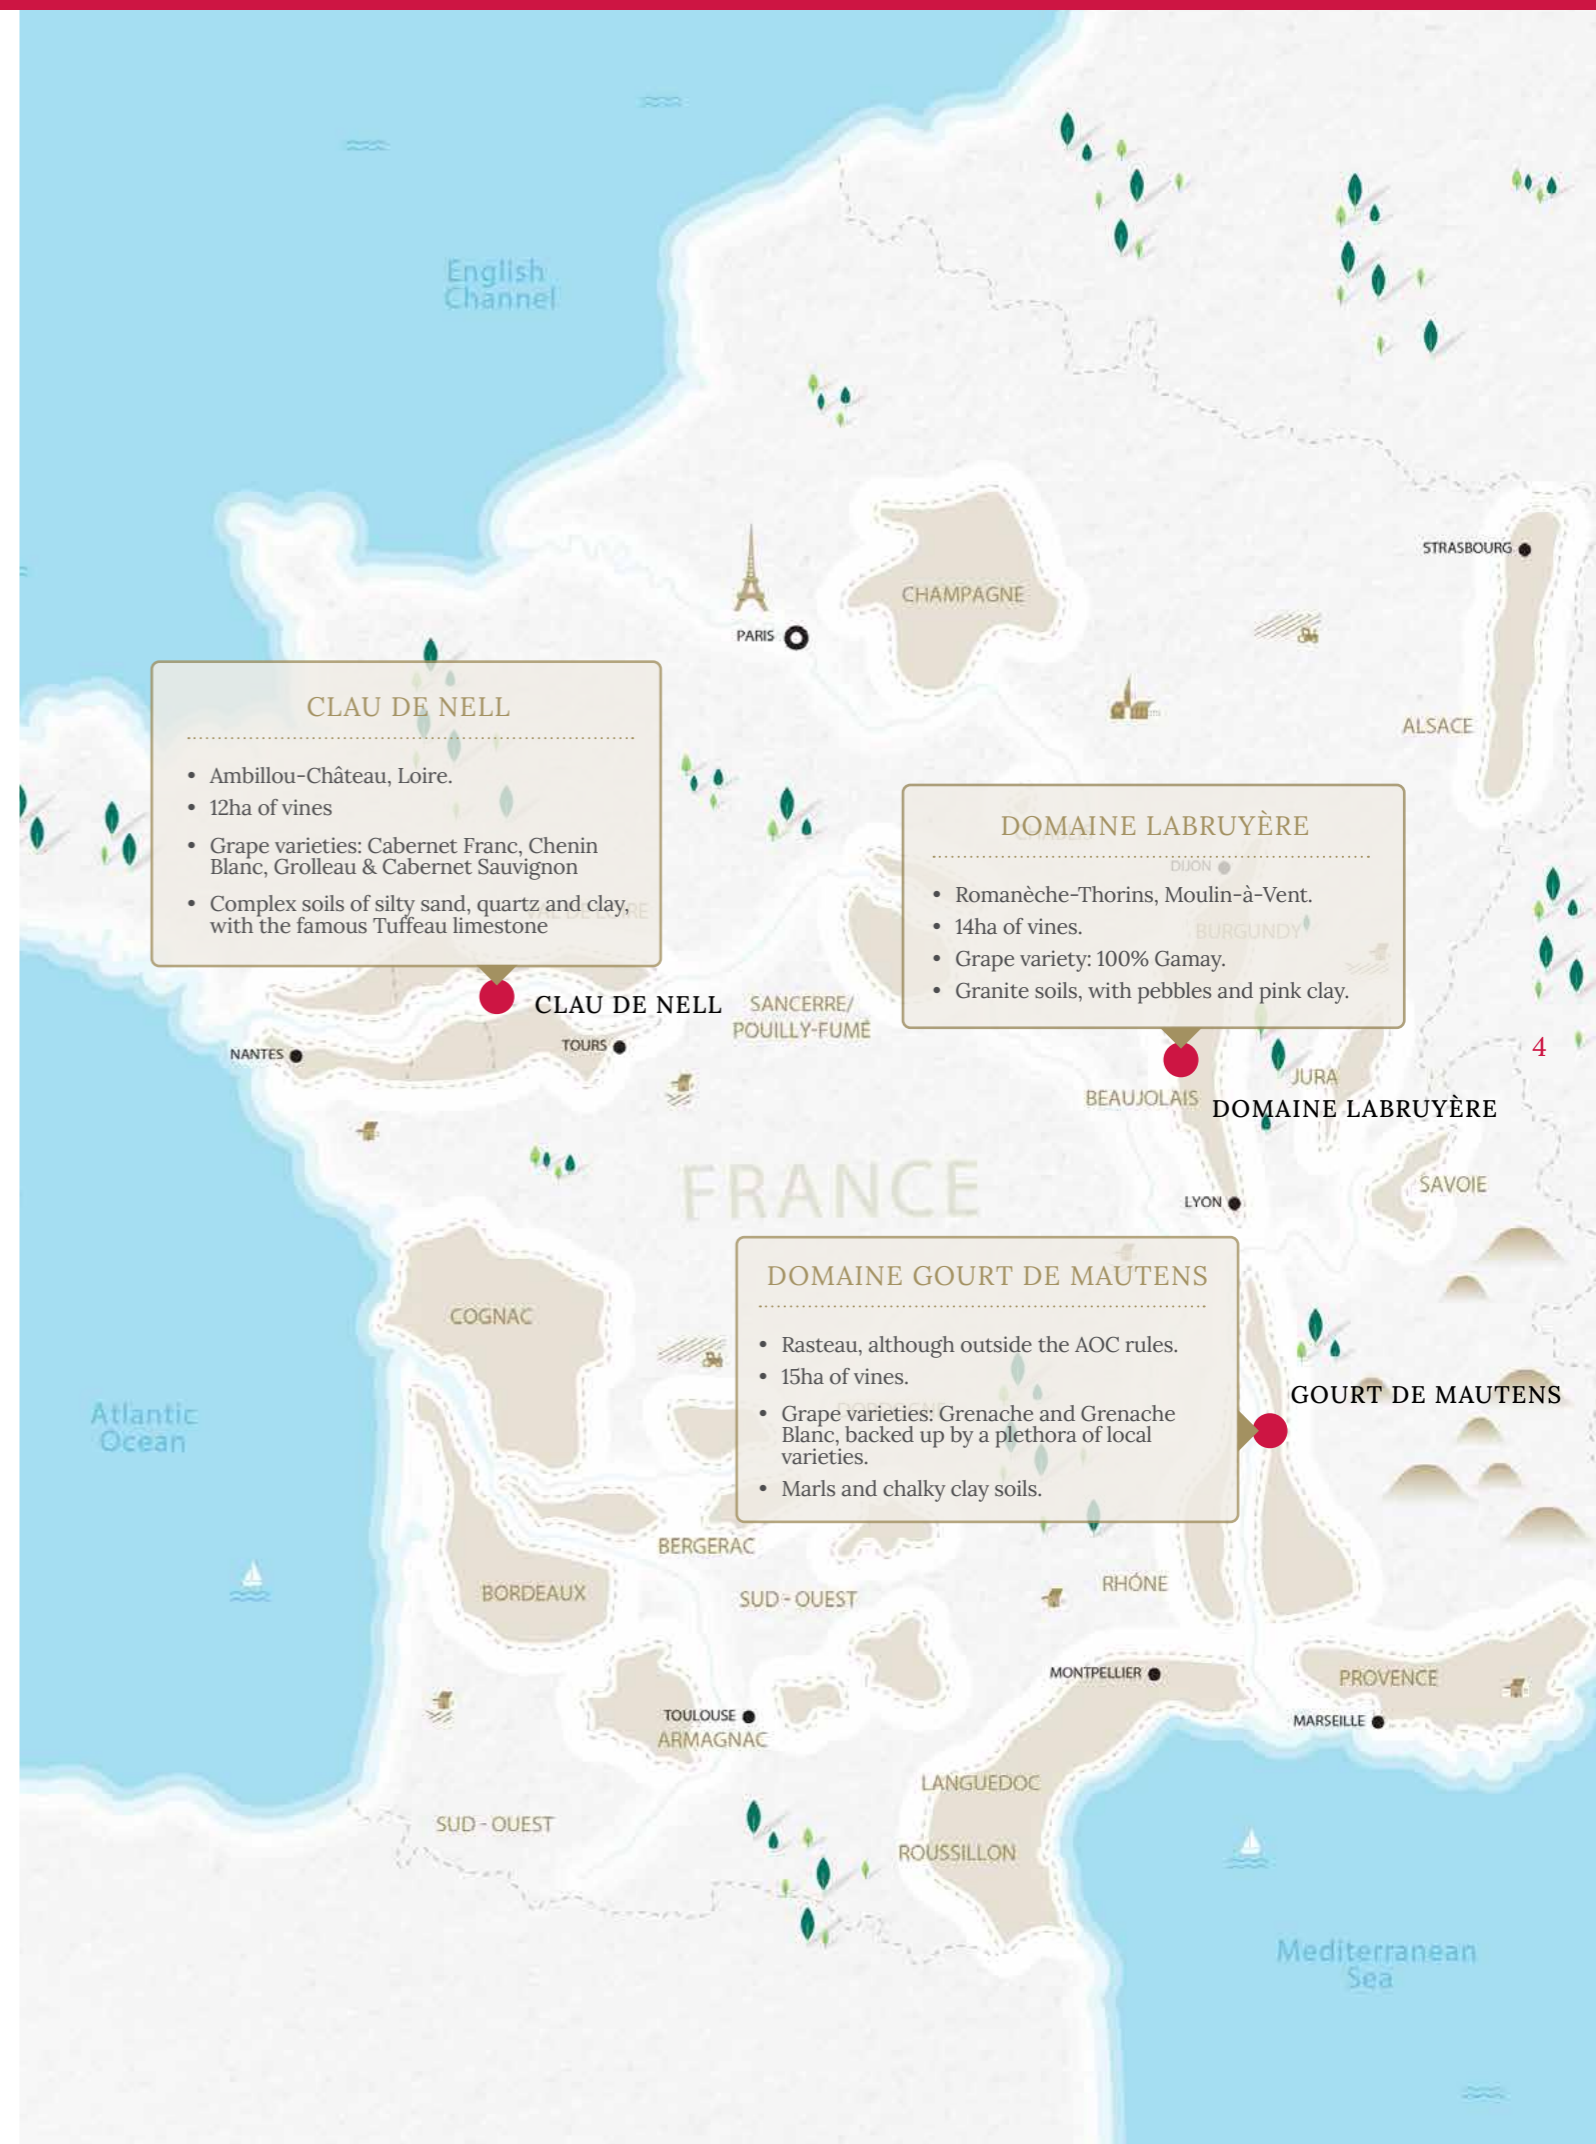 English
Channel
STRASBOURG
CHAMPAGNE
PARIS
ALSACE
CLAU DE NELL
• Ambillou-Château, Loire.
• 12ha of vines
• Grape varieties: Cabernet Franc, Chenin
Blanc, Grolleau & Cabernet Sauvignon
• Complex soils of silty sand, quartz and clay,
with the famous Tuffeau limestone
VAL DE LOIRE
DOMAINE LABRUYÈRE
DIJON
• Romanèche-Thorins, Moulin-à-Vent.
• 14ha of vines.
BURGUNDY
• Grape variety: 100% Gamay.
• Granite soils, with pebbles and pink clay.
CLAU DE NELL
SANCERRE/
POUILLY-FUMÉ
NANTES
TOURS
4
JURA
BEAUJOLAIS
DOMAINE LABRUYÈRE
FRANCE
SAVOIE
LYON
DOMAINE GOURT DE MAUTENS
• Rasteau, although outside the AOC rules.
• 15ha of vines.
• Grape varieties: Grenache and Grenache
Blanc, backed up by a plethora of local
varieties.
• Marls and chalky clay soils.
COGNAC
GOURT DE MAUTENS
Atlantic
Ocean
BERGERAC
BORDEAUX
SUD - OUEST
RHÔNE
MONTPELLIER
PROVENCE
TOULOUSE
MARSEILLE
ARMAGNAC
LANGUEDOC
SUD - OUEST
ROUSSILLON
Mediterranean
Sea